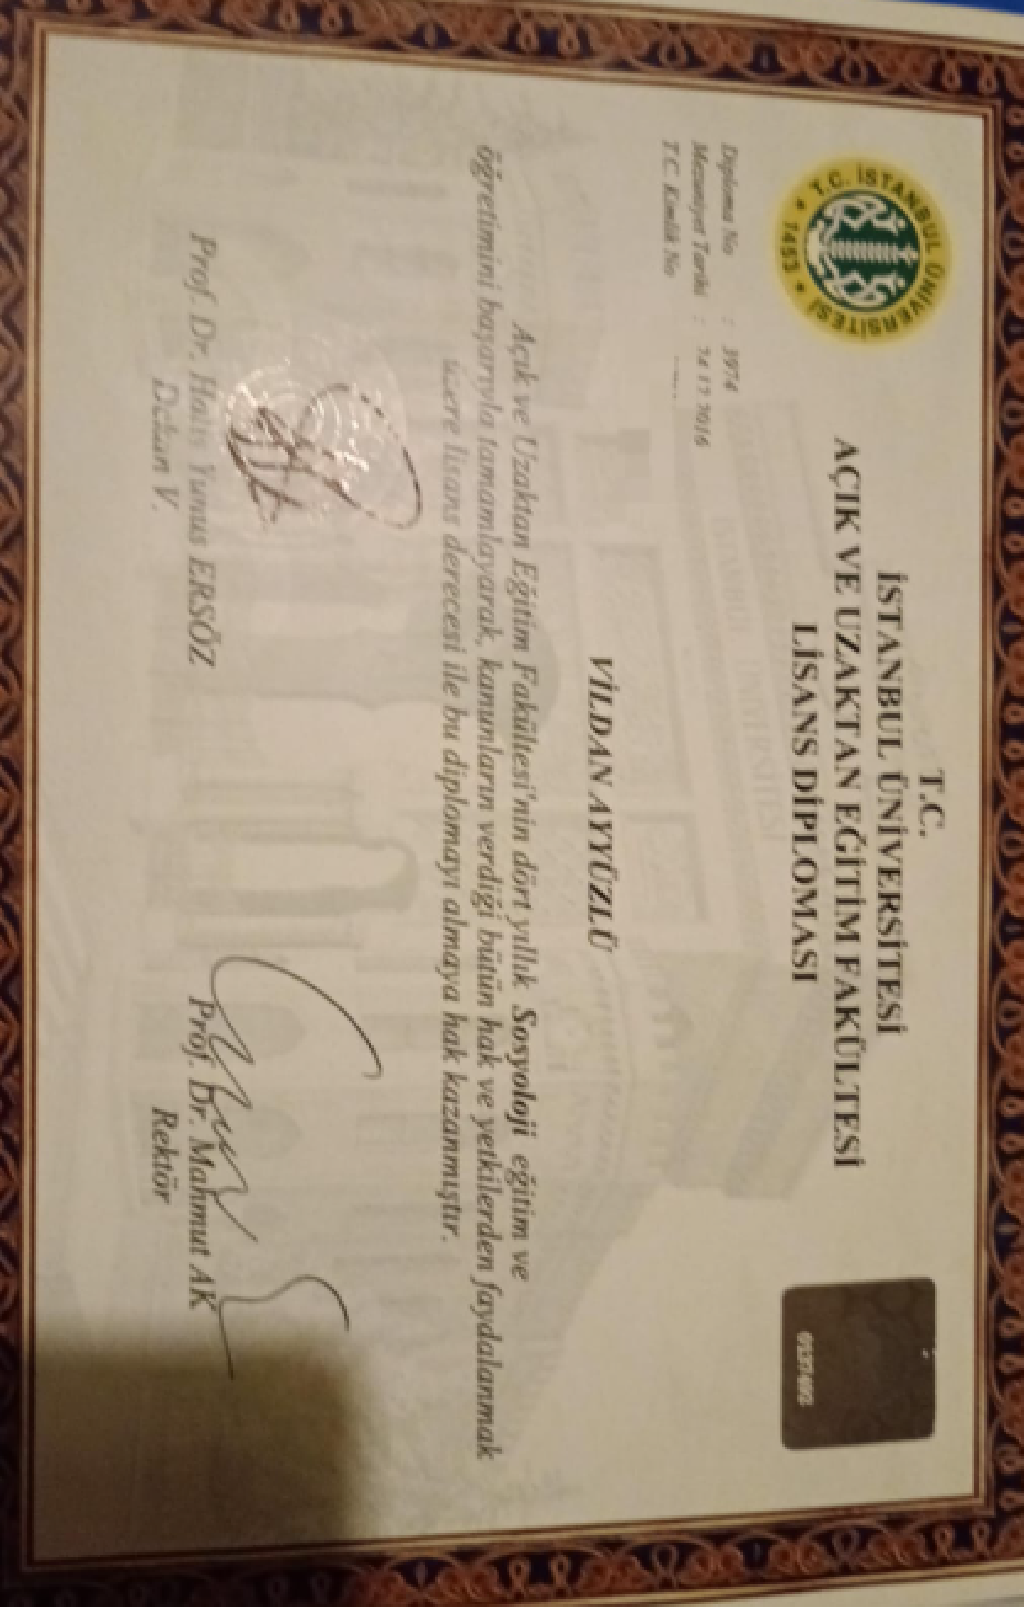 T.C.
İSTANBUL ÜNİVERSİTESİ
AÇIK VE UZAKTAN EĞİTİM FAKÜLTESİ
LİSANS DİPLOMASI
T.C. İSTANBUL ÜNİVERSİTESİ
1453
Diploma No : 3974
Mezuniyet Tarihi :
T.C. Kimlik No
VİLDAN AYYÜZLÜ
Açık ve Uzaktan Eğitim Fakültesi'nin dört yıllık Sosyoloji eğitim ve
öğretimini başarıyla tamamlayarak, kanunların verdiği bütün hak ve yetkilerden faydalanmak
üzere lisans derecesi ile bu diplomayı almaya hak kazanmıştır.
Prof. Dr. Halis Yunus ERSÖZ
Dekan V.
Prof. Dr. Mahmut AK
Rektör